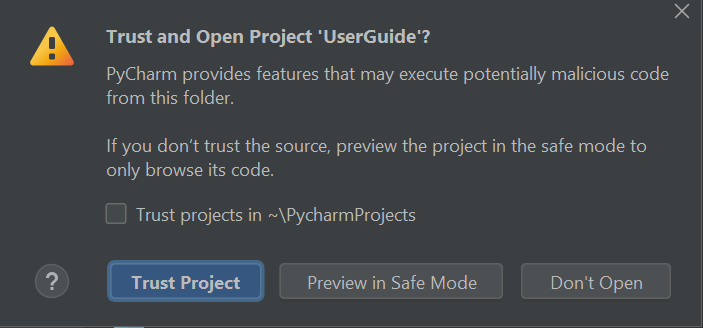 Trust and Open Project 'UserGuide'?
PyCharm provides features that may execute potentially malicious code
from this folder.
If you don’t trust the source, preview the project in the safe mode to
only browse its code.
Trust projects in ~\PycharmProjects
?
Trust Project
Preview in Safe Mode
Don't Open